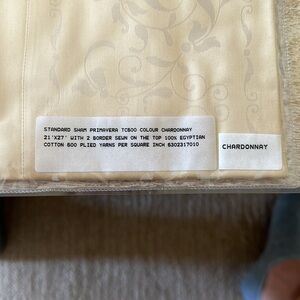 STANDARD SHAM PRIMAVERA TC600 COLOUR CHARDONNAY
21"X27" WITH 2 BORDER SEWN ON THE TOP 100% EGYPTIAN
COTTON 600 PLIED YARNS PER SQUARE INCH 6302317010
CHARDONNAY